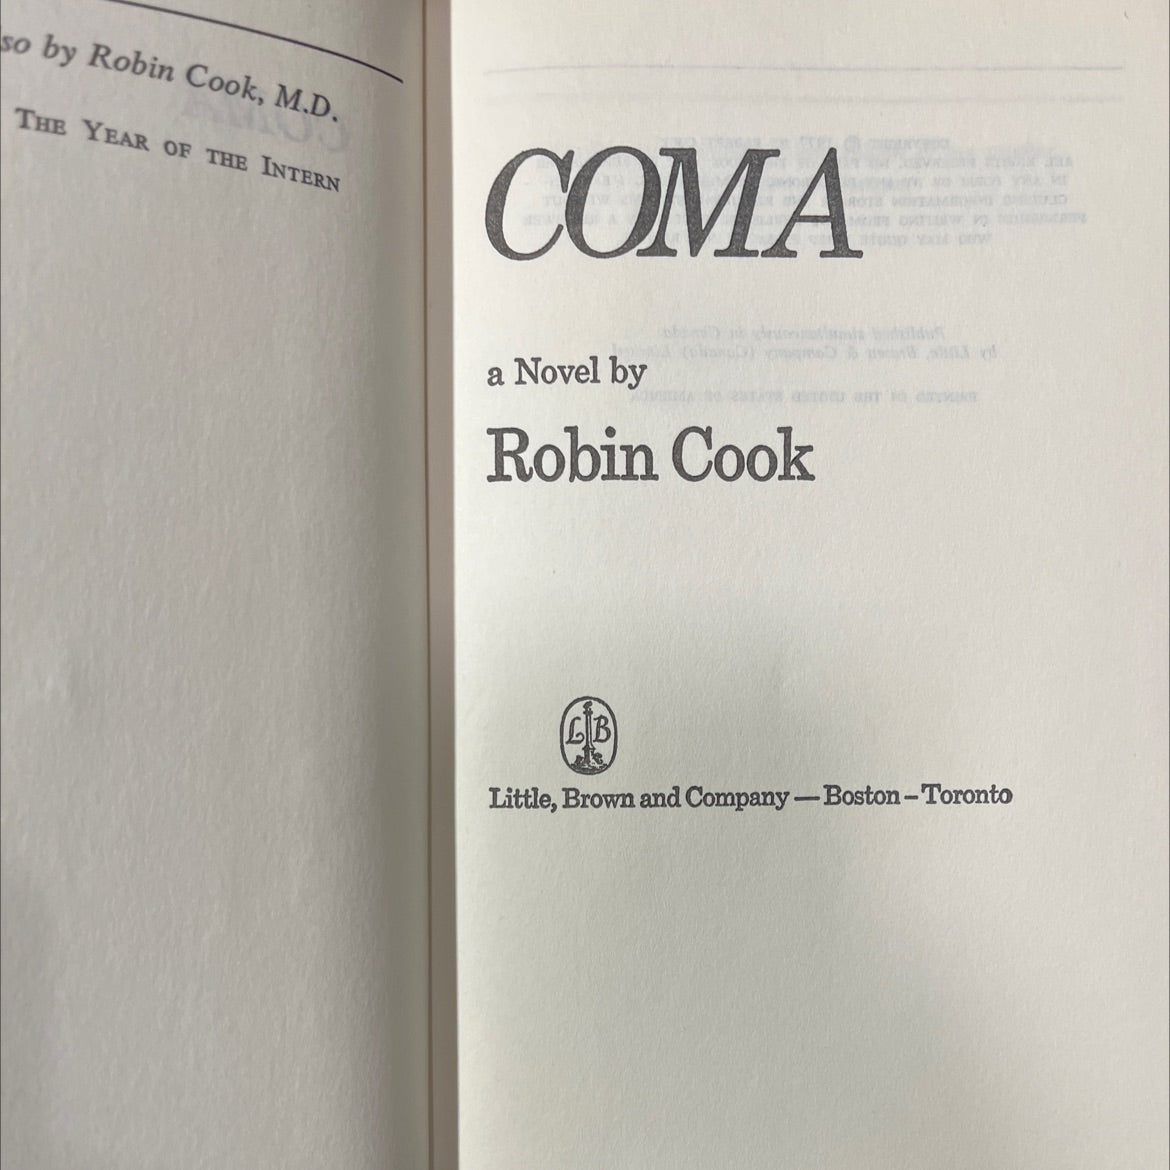 so by Robin Cook, M.D.
THE YEAR OF THE INTERN
COMA
a Novel by
Robin Cook
L B
Little, Brown and Company — Boston – Toronto